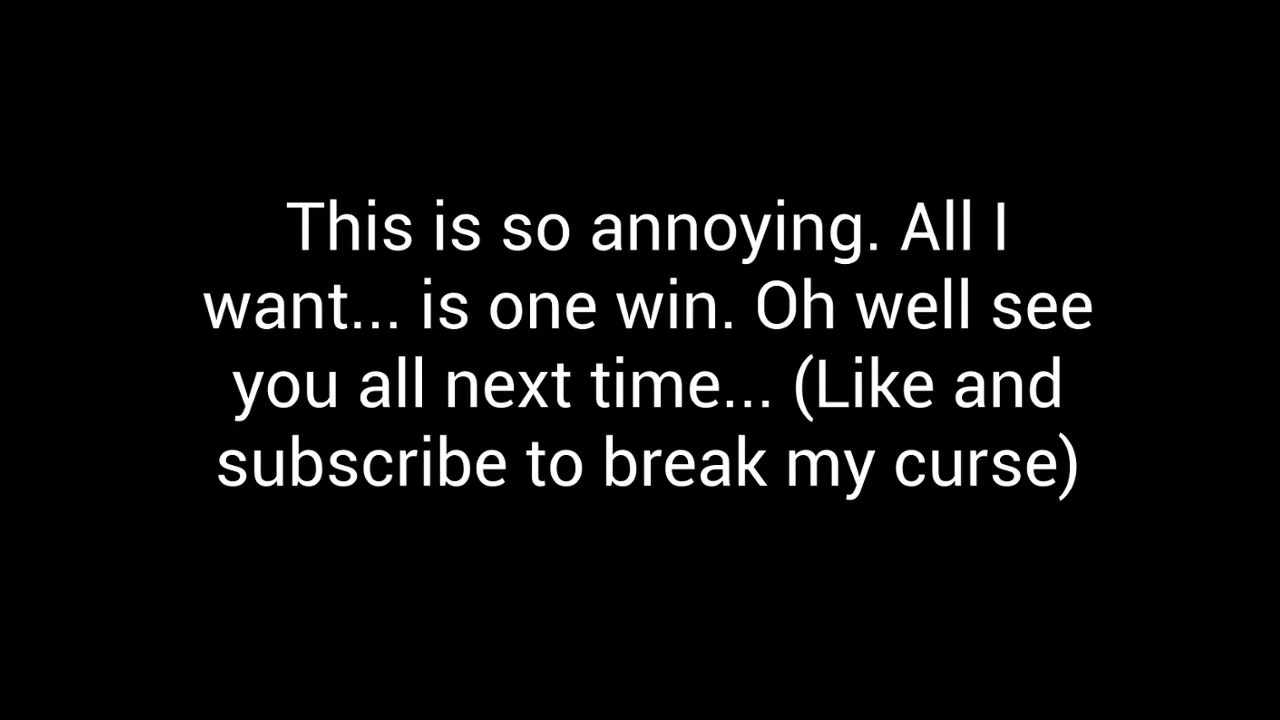 This is so annoying. All I
want... is one win. Oh well see
you all next time... (Like and
subscribe to break my curse)